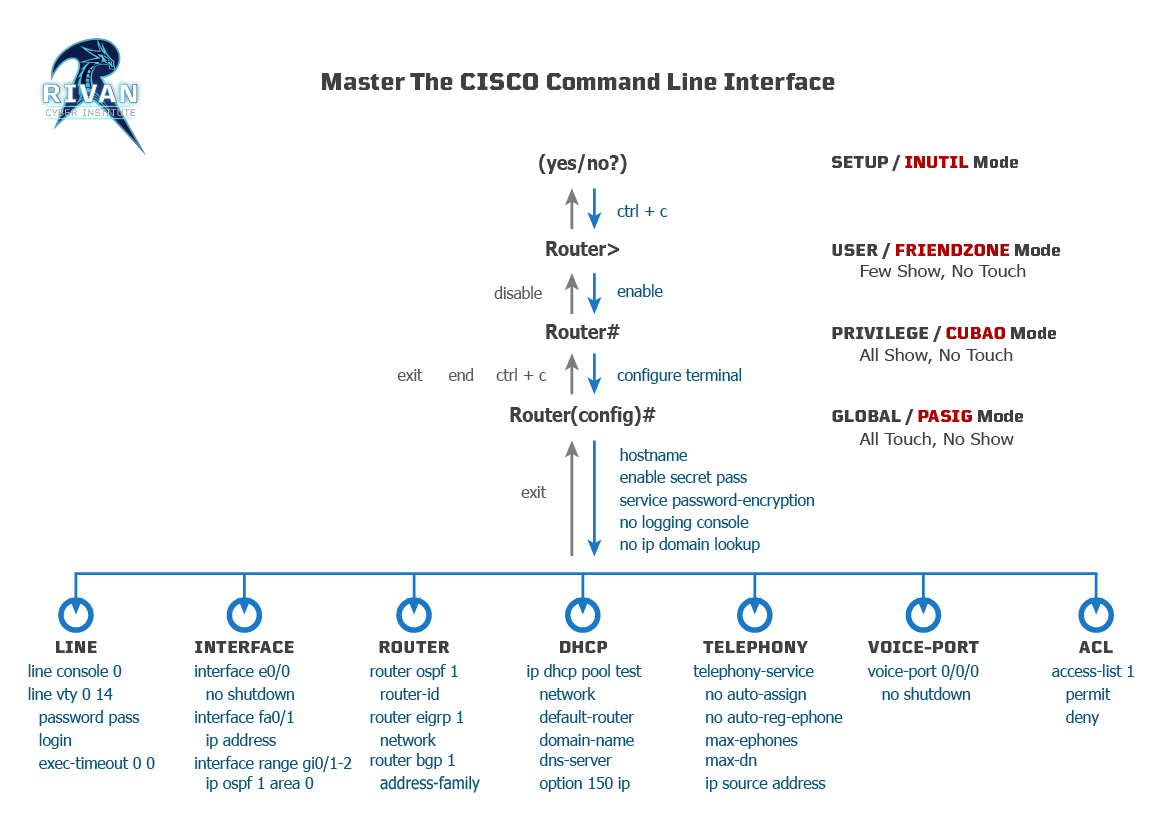 RIVAN
CYBER INSTITUTE
Master The CISCO Command Line Interface
(yes/no?)
SETUP / INUTIL Mode
ctrl + c
Router>
USER / FRIENDZONE Mode
Few Show, No Touch
disable
enable
Router#
PRIVILEGE / CUBAO Mode
All Show, No Touch
exit end ctrl + c
configure terminal
Router(config)#
GLOBAL / PASIG Mode
All Touch, No Show
exit
hostname
enable secret pass
service password-encryption
no logging console
no ip domain lookup
LINE
line console 0
line vty 0 14
password pass
login
exec-timeout 0 0
INTERFACE
interface e0/0
no shutdown
interface fa0/1
ip address
interface range gi0/1-2
ip ospf 1 area 0
ROUTER
router ospf 1
router-id
router eigrp 1
network
router bgp 1
address-family
DHCP
ip dhcp pool test
network
default-router
domain-name
dns-server
option 150 ip
TELEPHONY
telephony-service
no auto-assign
no auto-reg-ephone
max-ephones
max-dn
ip source address
VOICE-PORT
voice-port 0/0/0
no shutdown
ACL
access-list 1
permit
deny